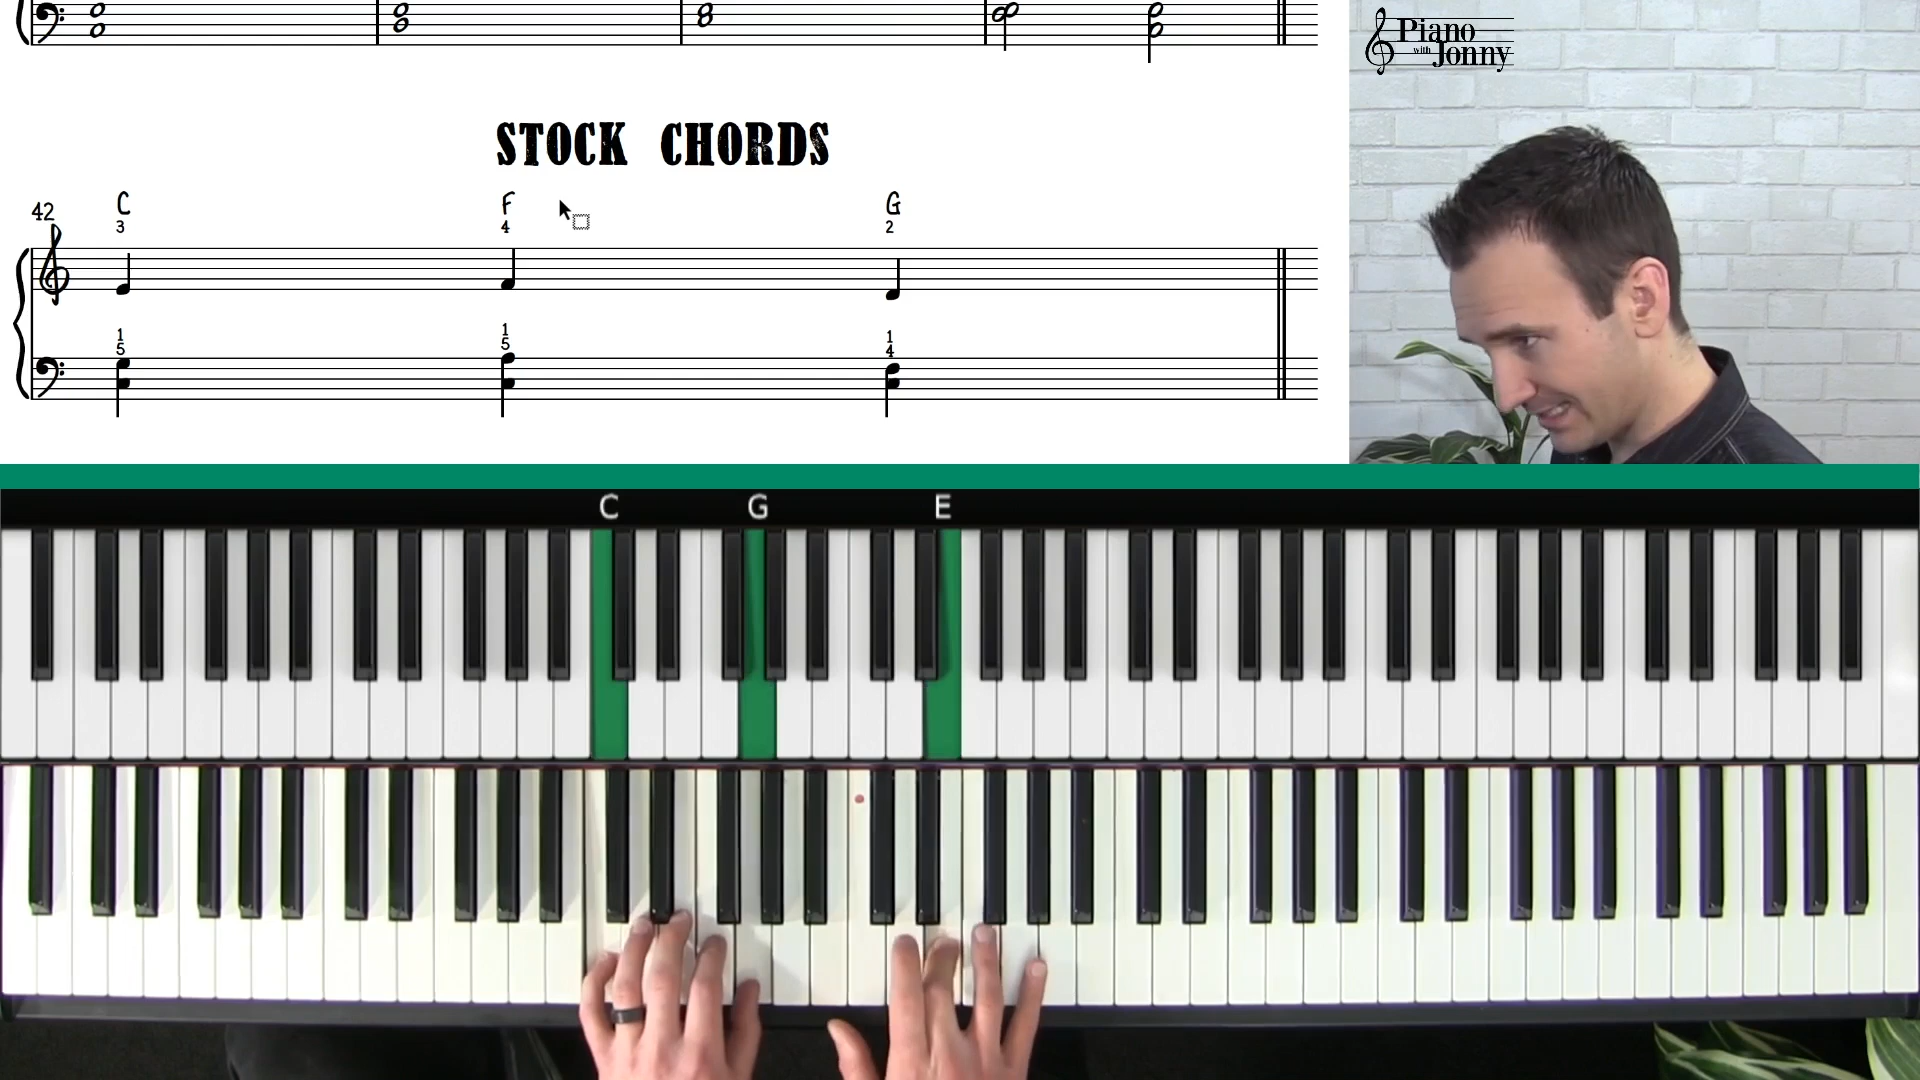 Piano
with
Jonny
STOCK CHORDS
42 C F G
3 4 2
1 1 1
5 5 4
C G E